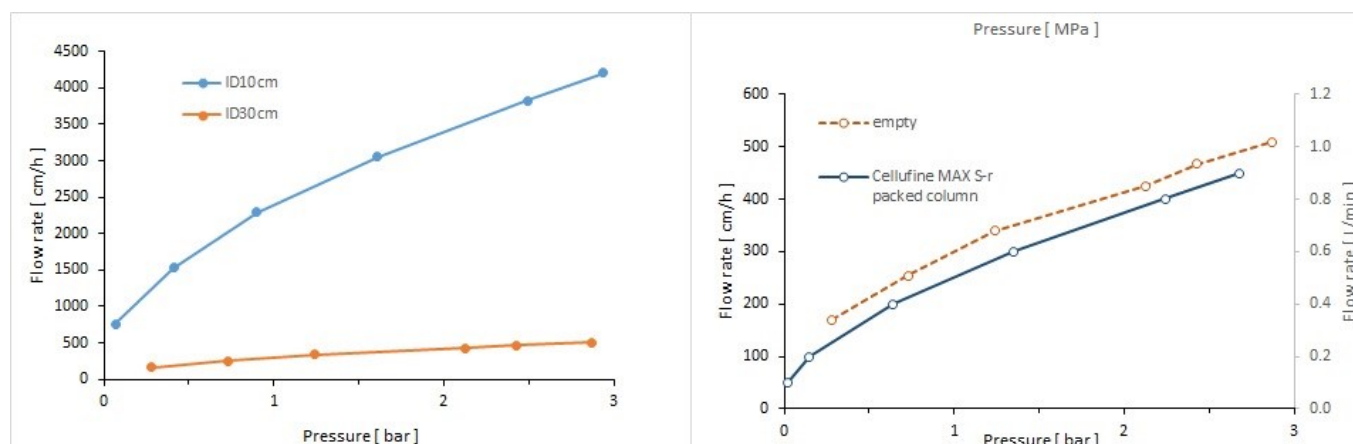 4500
4000
3500
3000
2500
2000
1500
1000
500
0
Flow rate [ cm/h ]
ID10cm
ID30cm
0 1 2 3
Pressure [ bar ]
Pressure [ MPa ]
600
500
400
300
200
100
0
Flow rate [ cm/h ]
empty
Cellufine MAX S-r
packed column
1.2
1.0
0.8
0.6
0.4
0.2
0.0
Flow rate [ L/min ]
0 1 2 3
Pressure [ bar ]